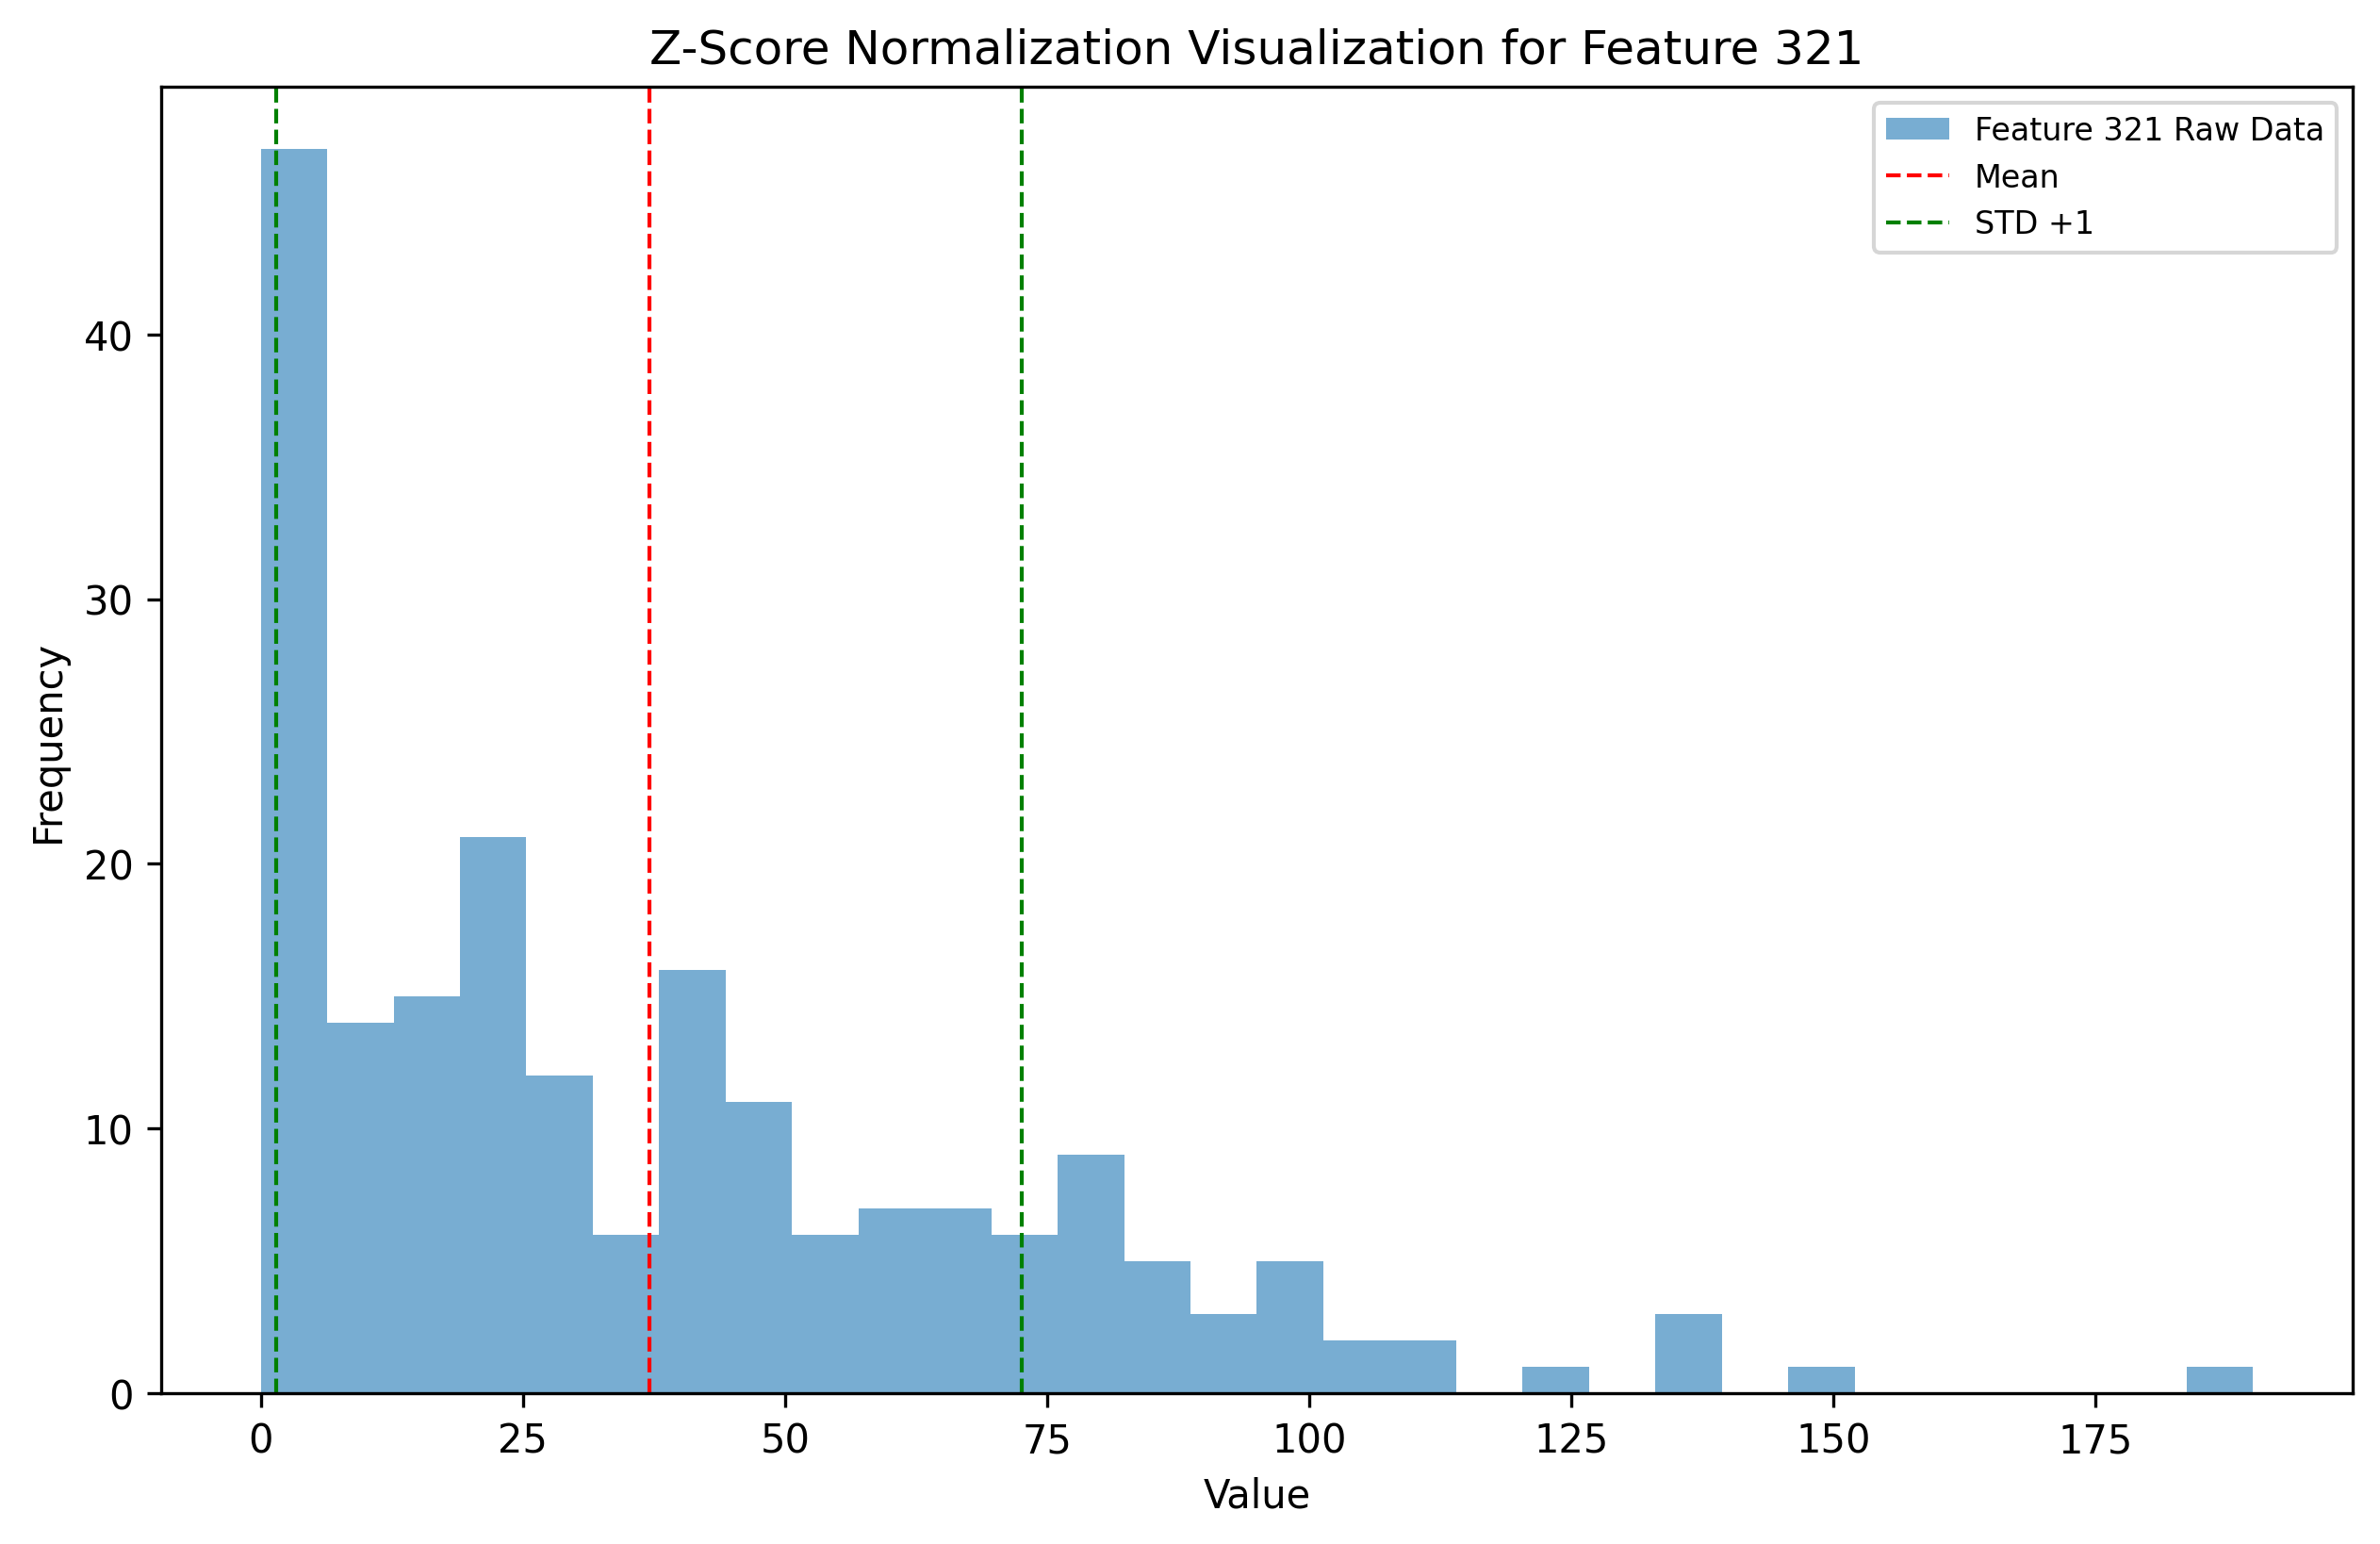 Z-Score Normalization Visualization for Feature 321
Feature 321 Raw Data
Mean
STD +1
40
30
20
10
0
Frequency
0 25 50 75 100 125 150 175
Value